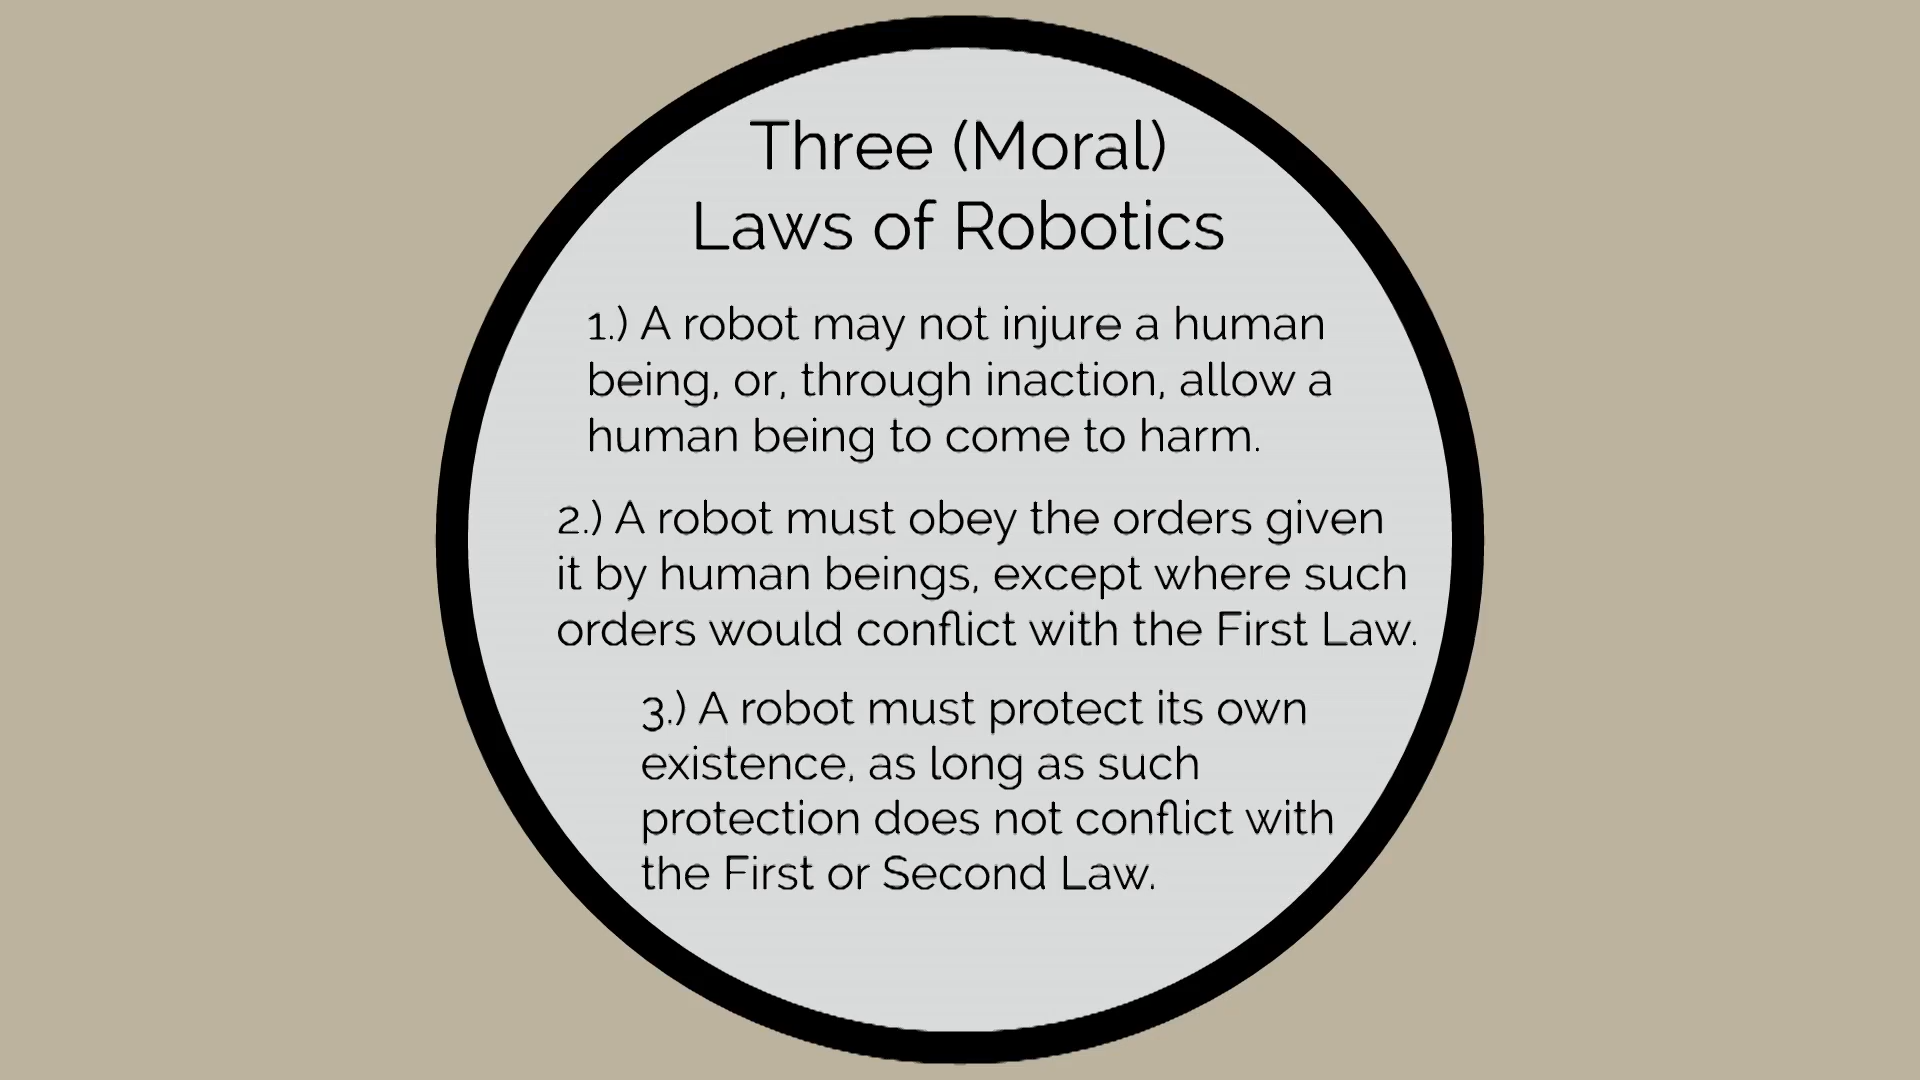 Three (Moral)
Laws of Robotics
1.) A robot may not injure a human
being, or, through inaction, allow a
human being to come to harm.
2.) A robot must obey the orders given
it by human beings, except where such
orders would conflict with the First Law.
3.) A robot must protect its own
existence, as long as such
protection does not conflict with
the First or Second Law.